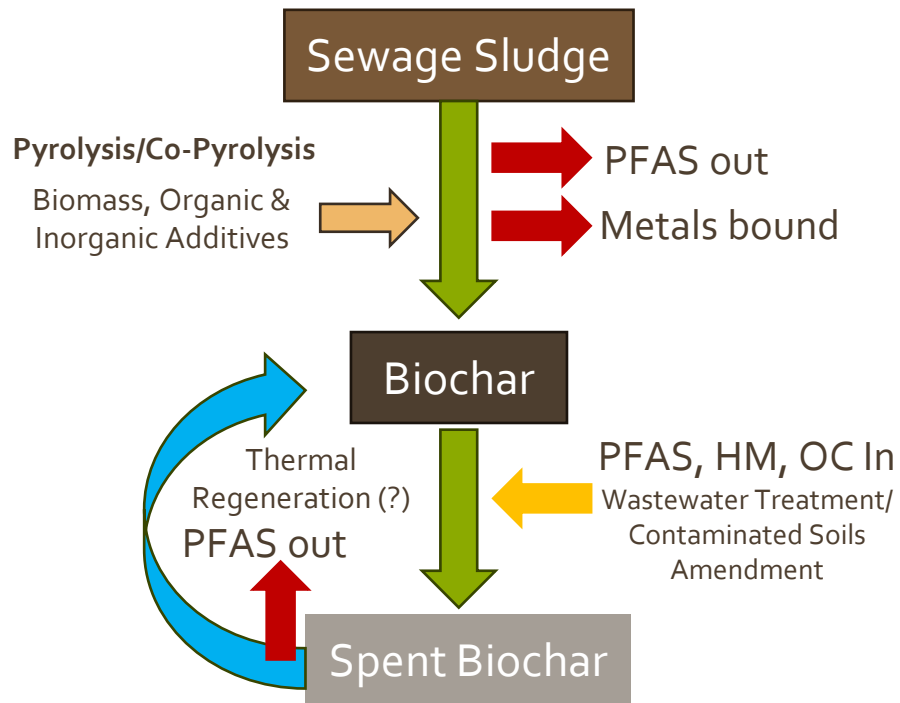 Sewage Sludge
Pyrolysis/Co-Pyrolysis
Biomass, Organic &
Inorganic Additives
PFAS out
Metals bound
Biochar
Thermal
Regeneration (?)
PFAS out
PFAS, HM, OC In
Wastewater Treatment/
Contaminated Soils
Amendment
Spent Biochar